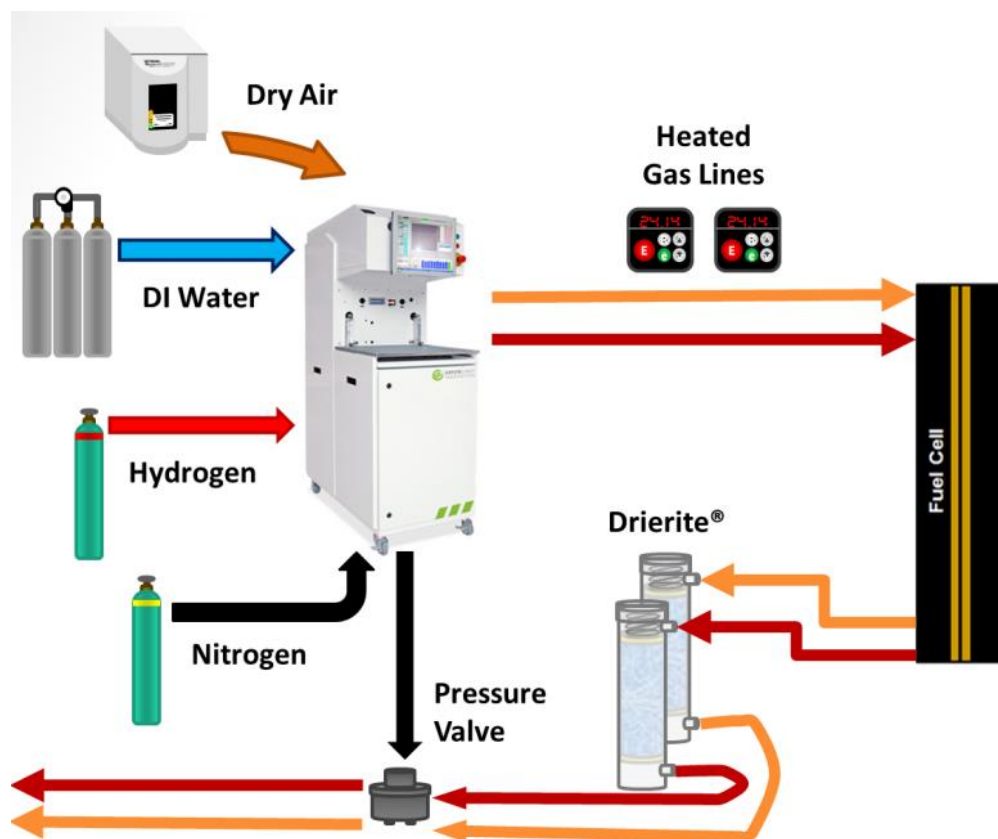 Dry Air
Heated
Gas Lines
24.14
24.14
E
e
E
e
DI Water
Hydrogen
Fuel Cell
Drierite®
Nitrogen
Pressure
Valve